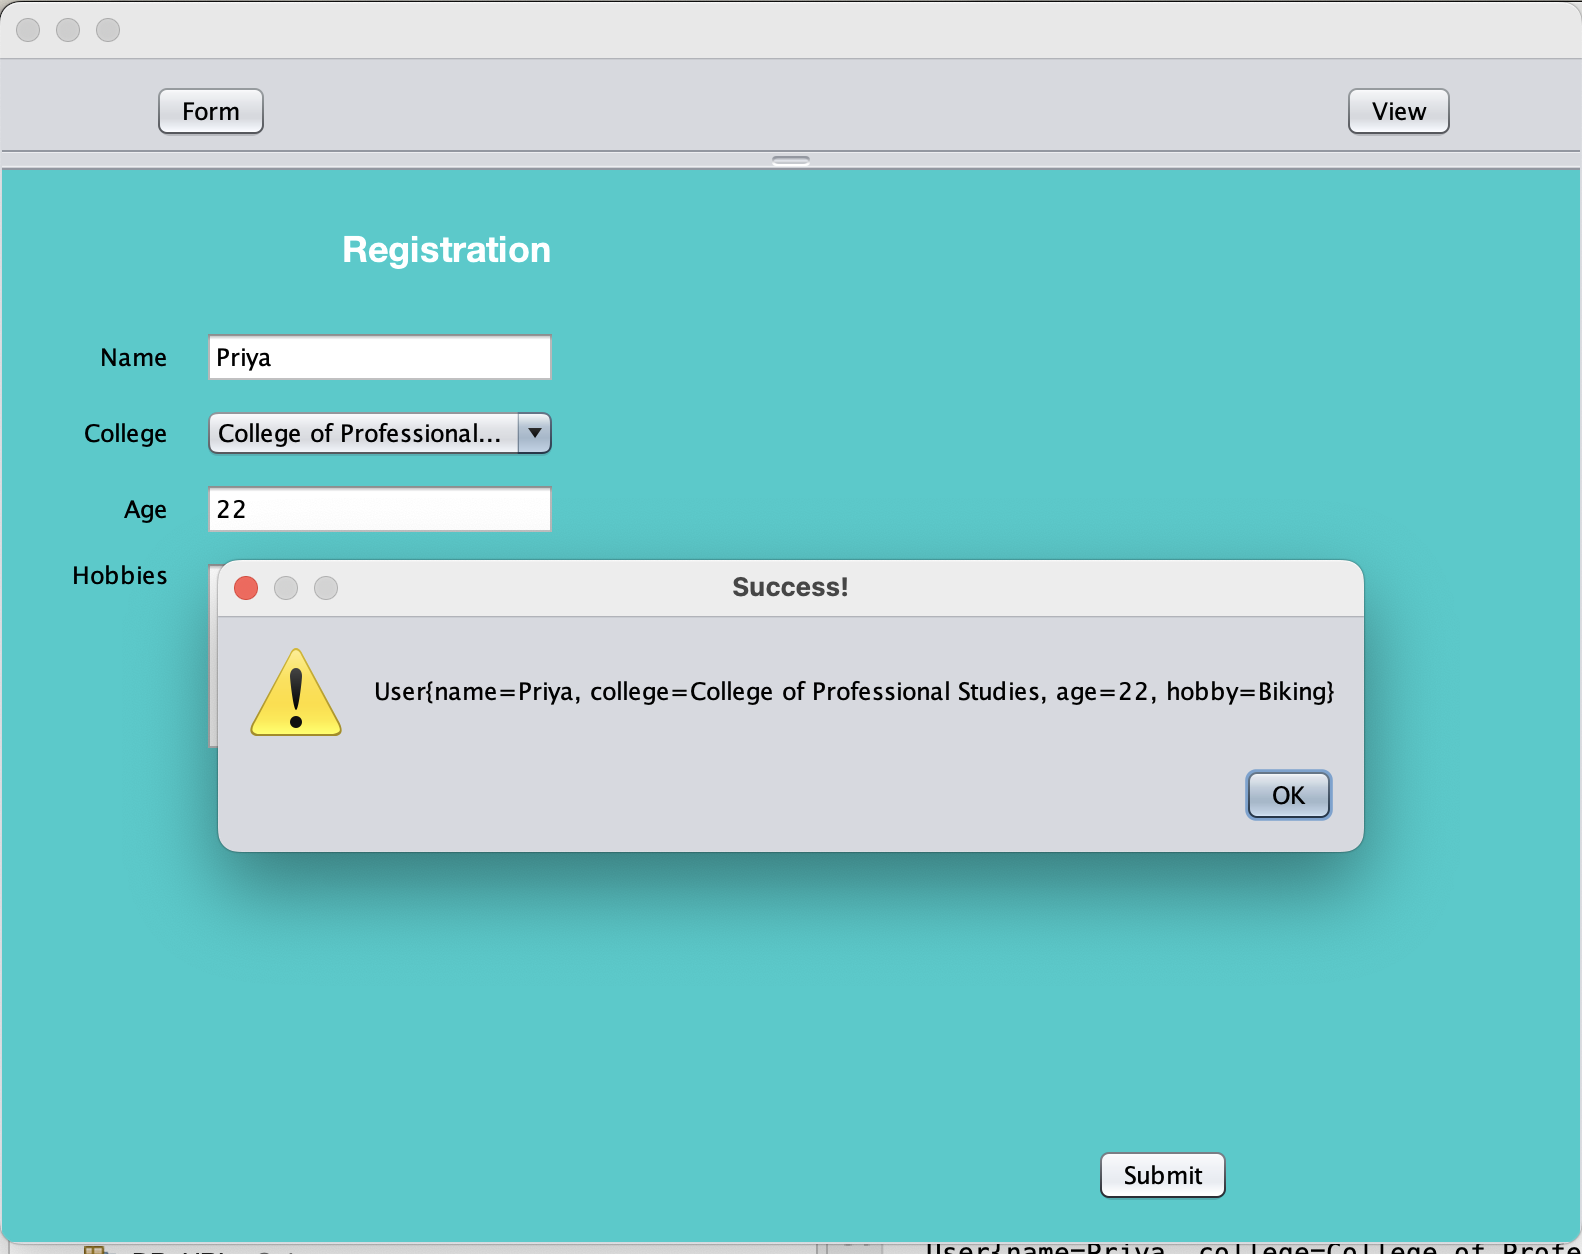 Form
View
Registration
Name Priya
College College of Professional...
Age 22
Hobbies
Success!
User{name=Priya, college=College of Professional Studies, age=22, hobby=Biking}
OK
Submit
User{name=Priya, college=College of Prof